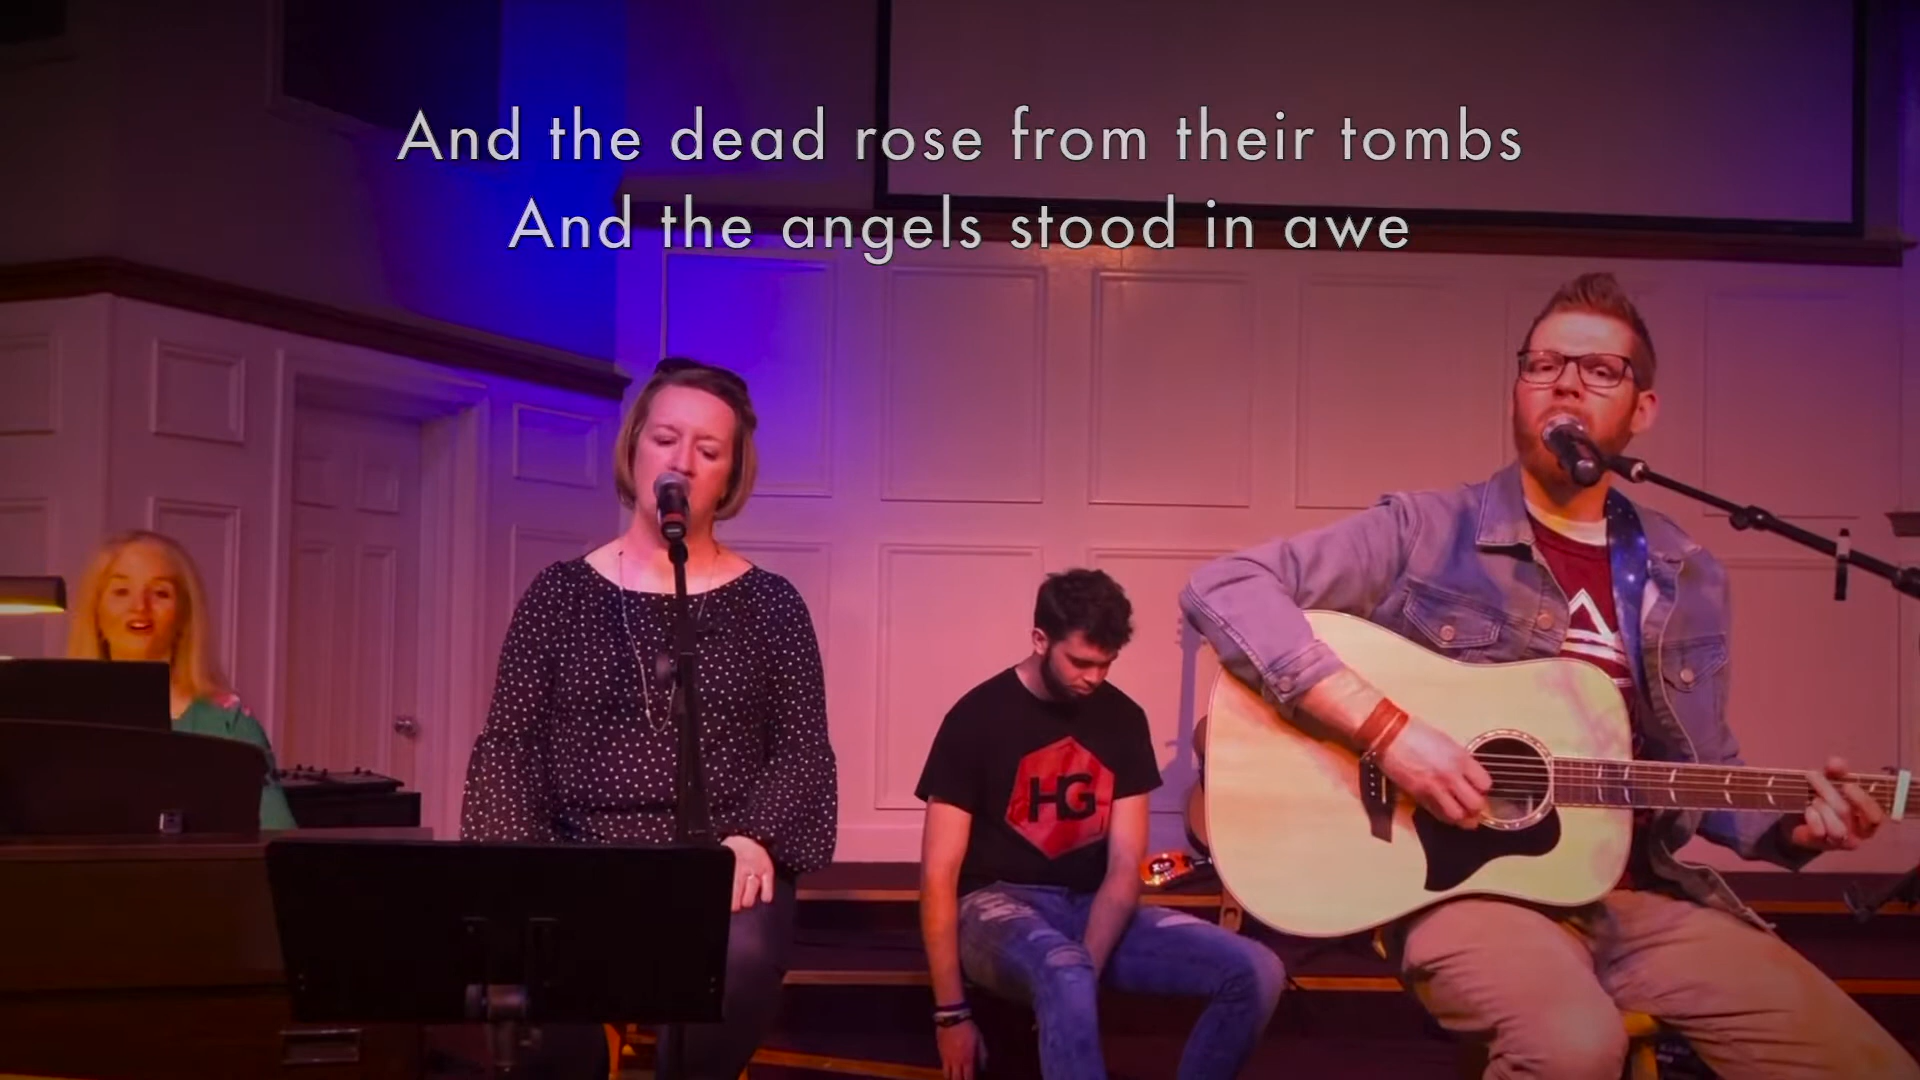 And the dead rose from their tombs
And the angels stood in awe
HG